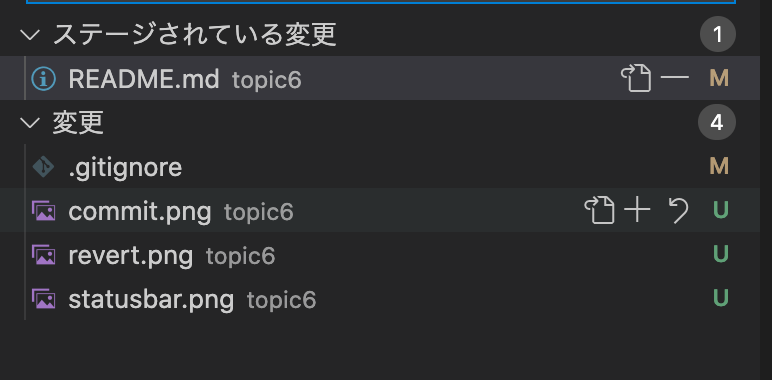 ステージされている変更 1
README.md topic6 M
変更 4
.gitignore M
commit.png topic6 U
revert.png topic6 U
statusbar.png topic6 U